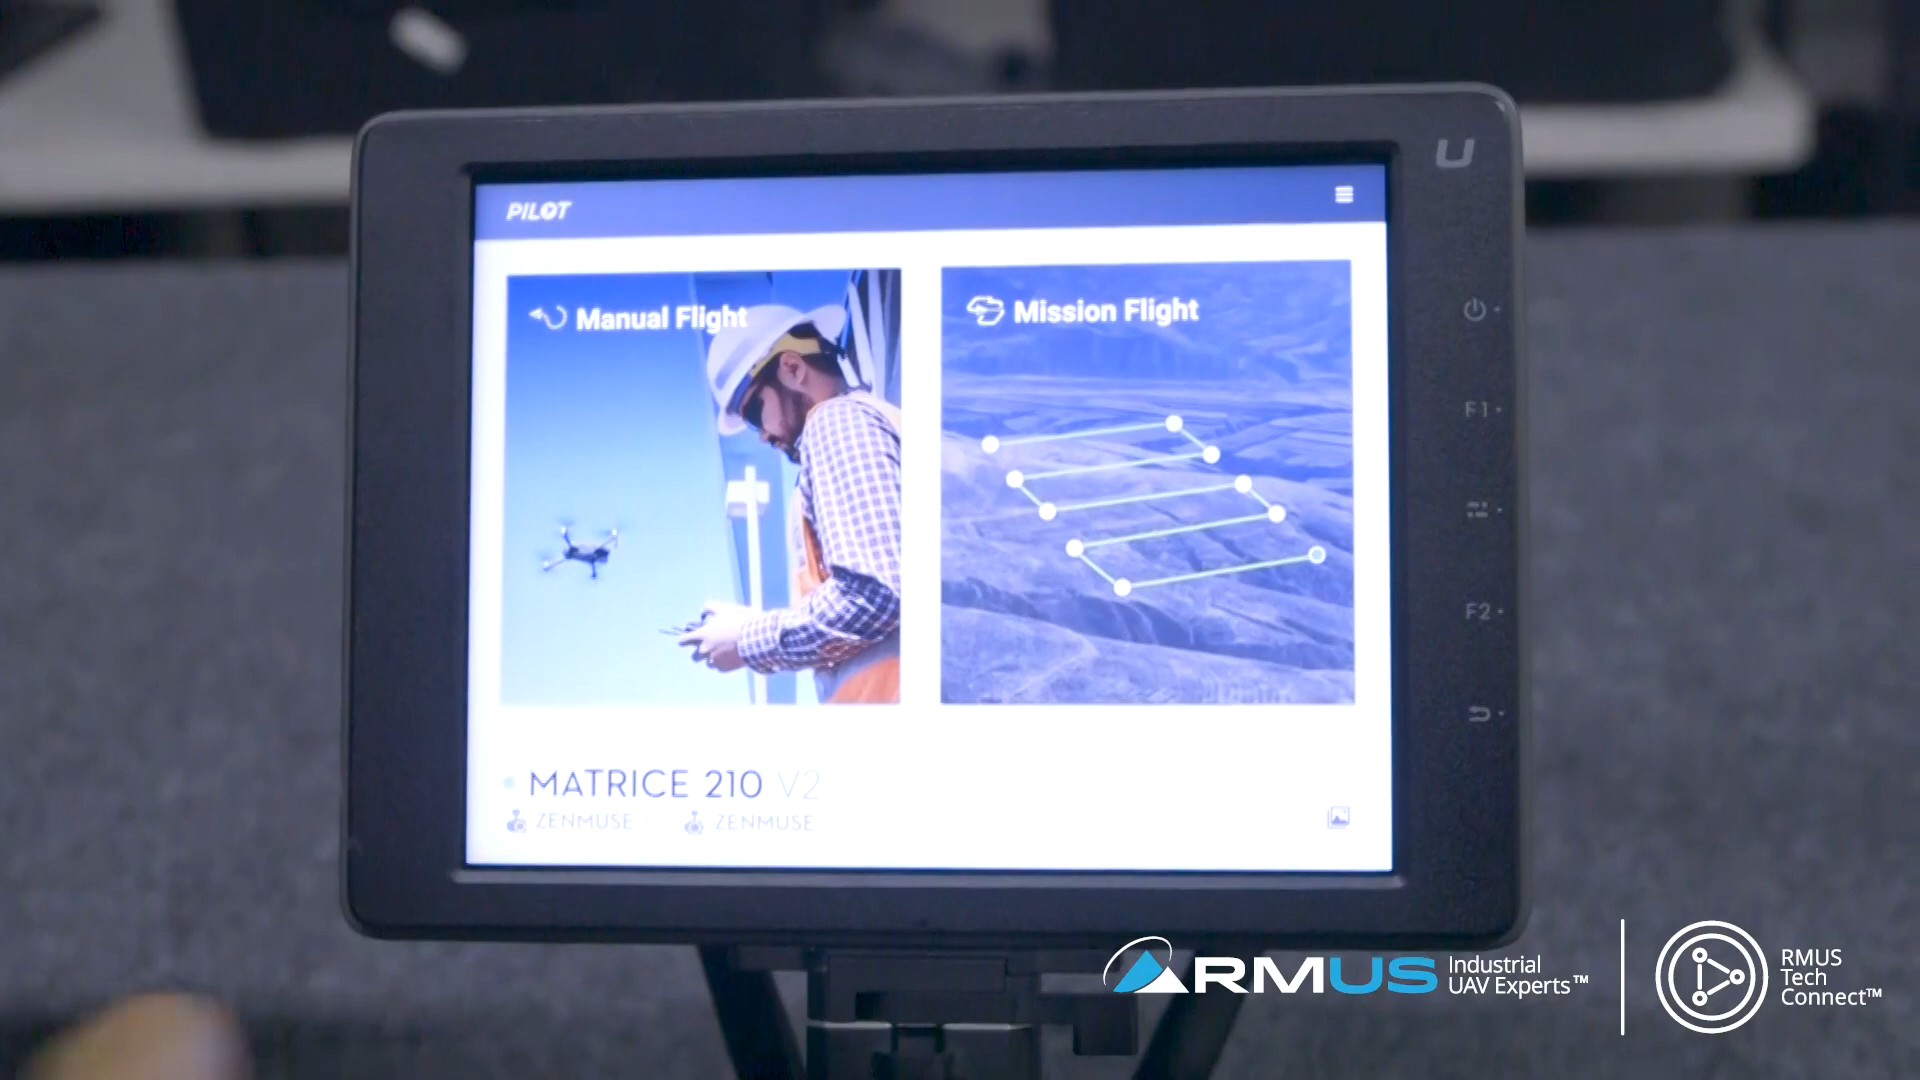 PILOT
Manual Flight
Mission Flight
MATRICE 210 V2
ZENMUSE
ZENMUSE
U
F1
F2
RMUS
Industrial
UAV Experts™
RMUS
Tech
Connect™